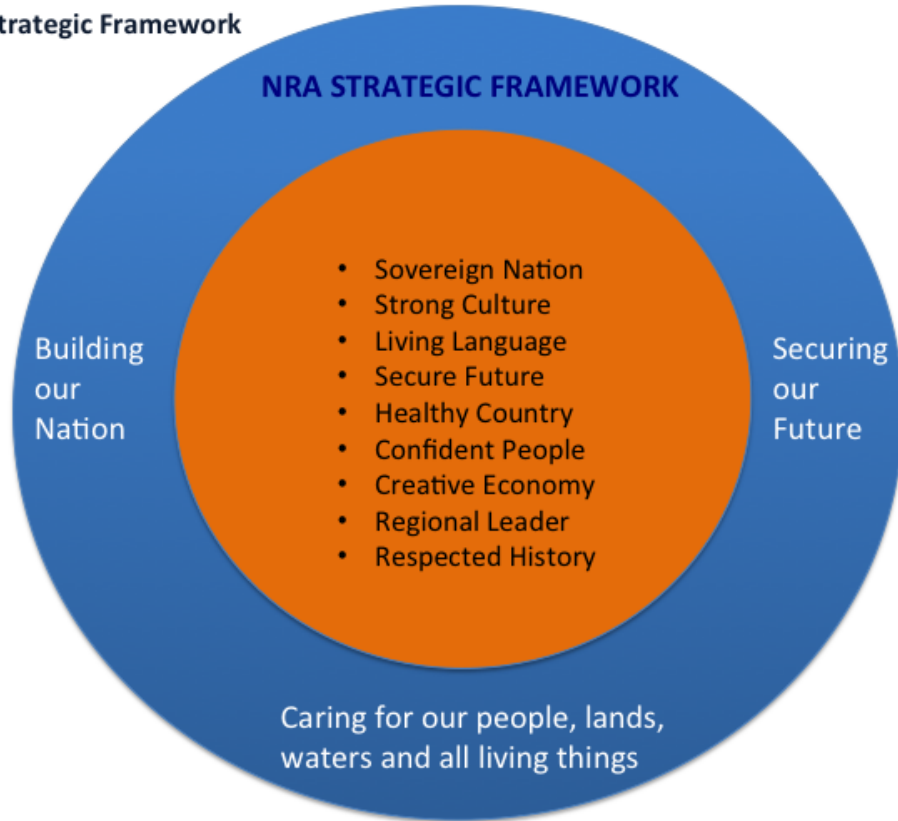 trategic Framework
NRA STRATEGIC FRAMEWORK
• Sovereign Nation
• Strong Culture
• Living Language
• Secure Future
• Healthy Country
• Confident People
• Creative Economy
• Regional Leader
• Respected History
Building
our
Nation
Securing
our
Future
Caring for our people, lands,
waters and all living things